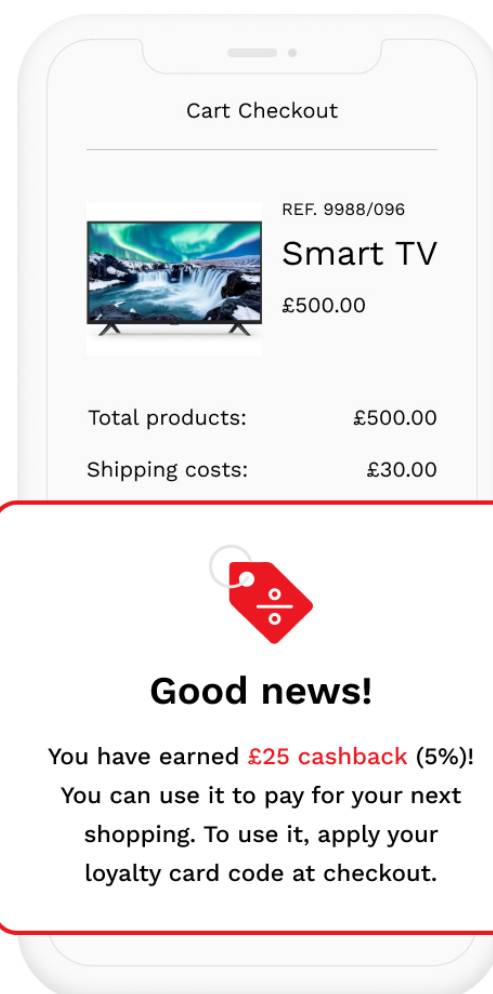 Cart Checkout
REF. 9988/096
Smart TV
£500.00
Total products: £500.00
Shipping costs: £30.00
Good news!
You have earned £25 cashback (5%)!
You can use it to pay for your next
shopping. To use it, apply your
loyalty card code at checkout.